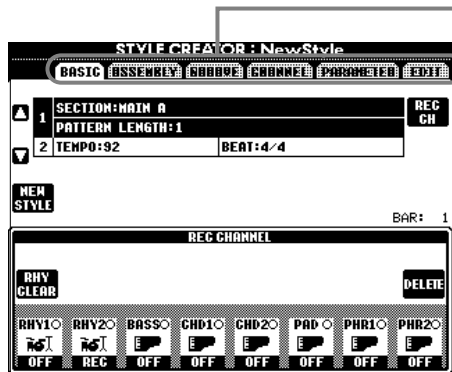 STYLE CREATOR : NewStyle
BASIC ASSEMBLY GROOVE CHANNEL PARAMETER EDIT
1 SECTION:MAIN A
PATTERN LENGTH:1
REC CH
2 TEMPO:92 BEAT:4/4
NEW STYLE
BAR: 1
REC CHANNEL
RHY CLEAR
DELETE
RHY1 RHY2 BASS CHD1 CHD2 PAD PHR1 PHR2
OFF REC OFF OFF OFF OFF OFF OFF